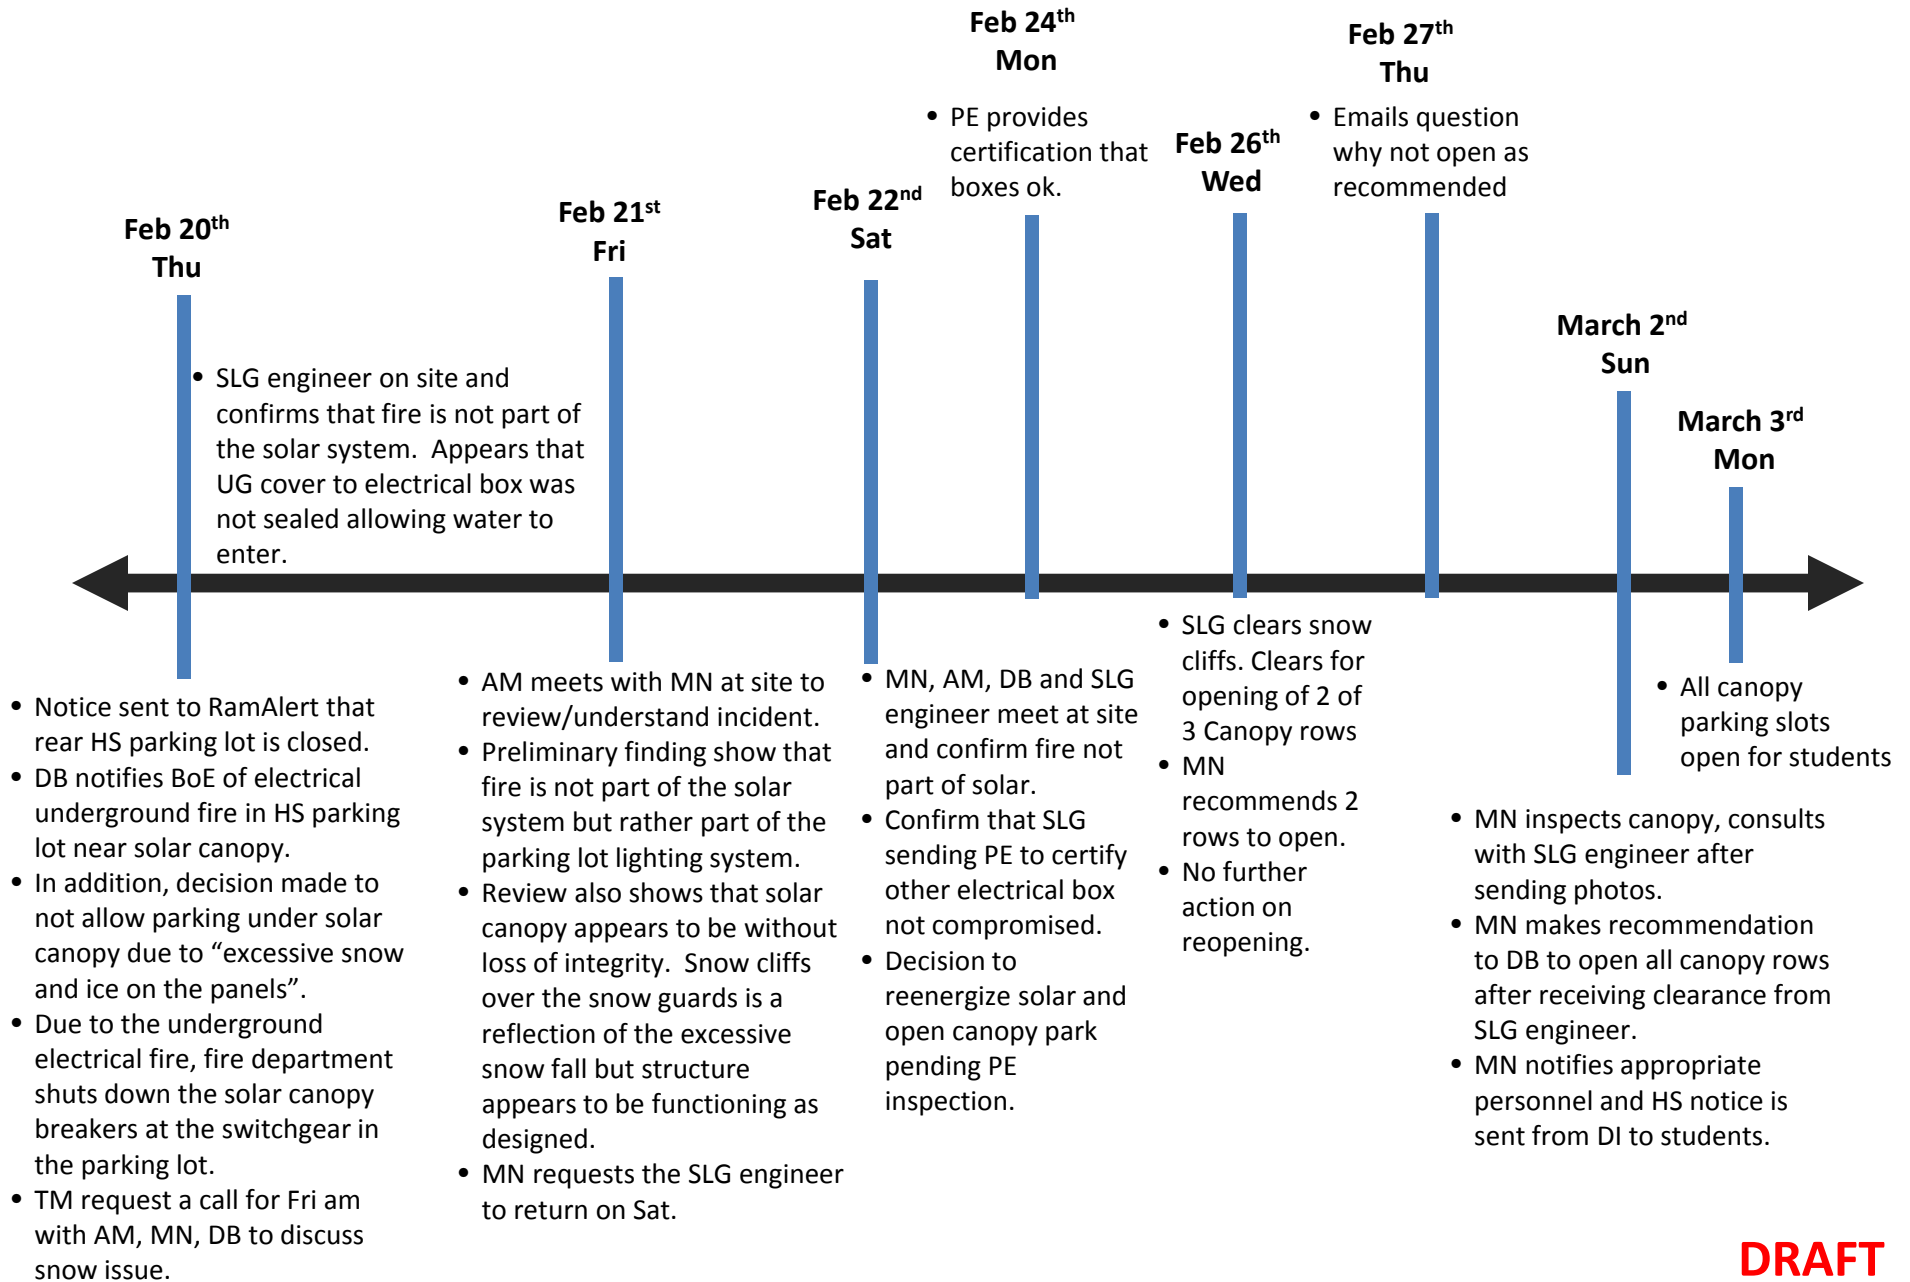 Feb 20th
Thu
• SLG engineer on site and
confirms that fire is not part of
the solar system.  Appears that
UG cover to electrical box was
not sealed allowing water to
enter.
• Notice sent to RamAlert that
rear HS parking lot is closed.
• DB notifies BoE of electrical
underground fire in HS parking
lot near solar canopy.
• In addition, decision made to
not allow parking under solar
canopy due to “excessive snow
and ice on the panels”.
• Due to the underground
electrical fire, fire department
shuts down the solar canopy
breakers at the switchgear in
the parking lot.
• TM request a call for Fri am
with AM, MN, DB to discuss
snow issue.
Feb 21st
Fri
• AM meets with MN at site to
review/understand incident.
• Preliminary finding show that
fire is not part of the solar
system but rather part of the
parking lot lighting system.
• Review also shows that solar
canopy appears to be without
loss of integrity.  Snow cliffs
over the snow guards is a
reflection of the excessive
snow fall but structure
appears to be functioning as
designed.
• MN requests the SLG engineer
to return on Sat.
Feb 22nd
Sat
• MN, AM, DB and SLG
engineer meet at site
and confirm fire not
part of solar.
• Confirm that SLG
sending PE to certify
other electrical box
not compromised.
• Decision to
reenergize solar and
open canopy park
pending PE
inspection.
Feb 24th
Mon
• PE provides
certification that
boxes ok.
Feb 26th
Wed
• SLG clears snow
cliffs. Clears for
opening of 2 of
3 Canopy rows
• MN
recommends 2
rows to open.
• No further
action on
reopening.
Feb 27th
Thu
• Emails question
why not open as
recommended
March 2nd
Sun
• MN inspects canopy, consults
with SLG engineer after
sending photos.
• MN makes recommendation
to DB to open all canopy rows
after receiving clearance from
SLG engineer.
• MN notifies appropriate
personnel and HS notice is
sent from DI to students.
March 3rd
Mon
• All canopy
parking slots
open for students
DRAFT